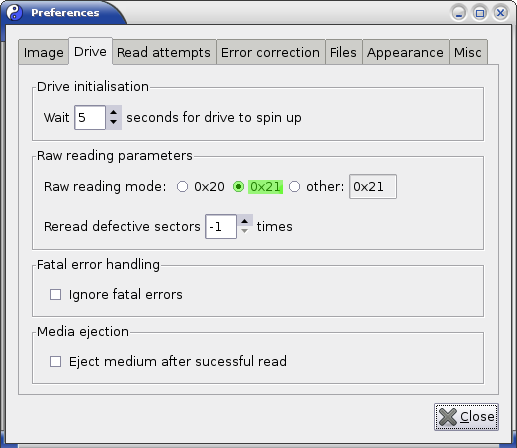 Preferences
Image Drive Read attempts Error correction Files Appearance Misc
Drive initialisation
Wait 5 seconds for drive to spin up
Raw reading parameters
Raw reading mode: 0x20 0x21 other: 0x21
Reread defective sectors -1 times
Fatal error handling
Ignore fatal errors
Media ejection
Eject medium after sucessful read
Close